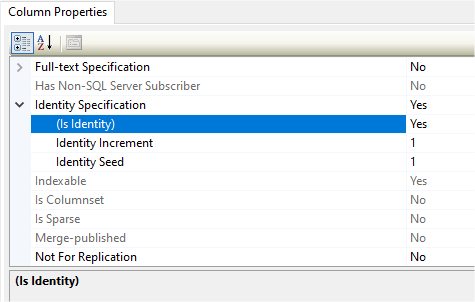 Column Properties
A
Z
Full-text Specification No
Has Non-SQL Server Subscriber No
Identity Specification Yes
(Is Identity) Yes
Identity Increment 1
Identity Seed 1
Indexable Yes
Is Columnset No
Is Sparse No
Merge-published No
Not For Replication No
(Is Identity)